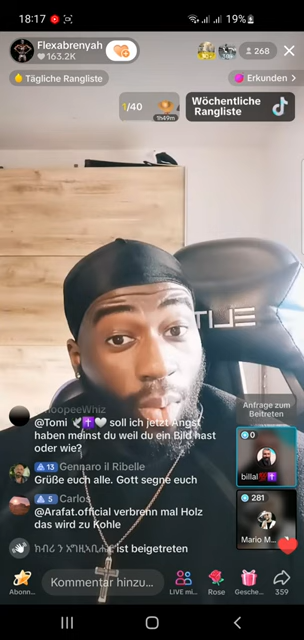 18:17
19%
Flexabrenyah
163.2K
268
Tägliche Rangliste
Erkunden >
1/40
1h49m
Wöchentliche
Rangliste
Anfrage zum
Beitreten
@Tomi soll ich jetzt Angst
haben meinst du weil du ein Bild hast
oder wie?
0
billal
13 Gennaro il Ribelle
Grüße euch alle. Gott segne euch
5 Carlos
@Arafat.official verbrenn mal Holz
das wird zu Kohle
281
Mario M...
ist beigetreten
Kommentar hinzu...
Abonn...
LIVE mi...
Rose
Gesche...
359